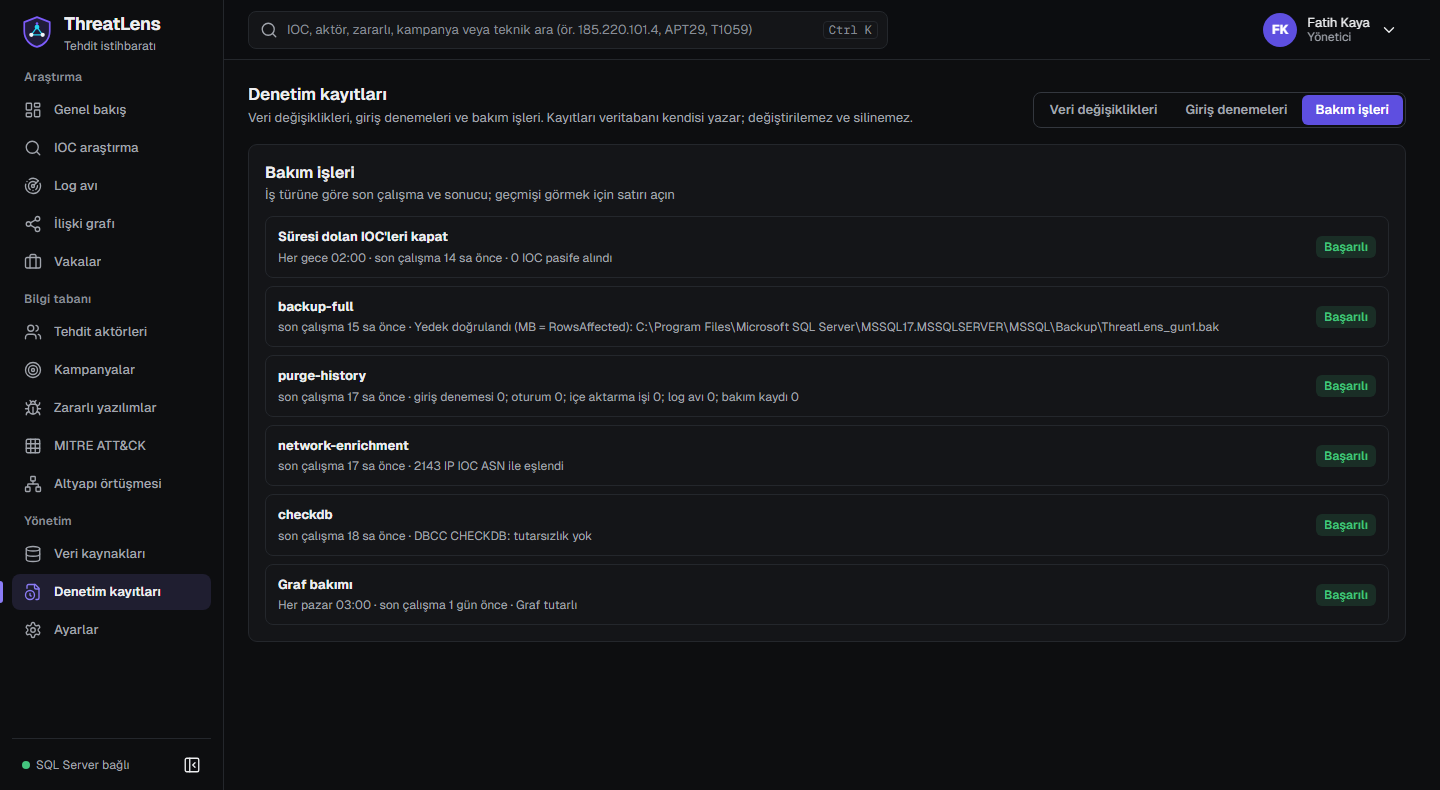 ThreatLens
Tehdit istihbaratı
IOC, aktör, zararlı, kampanya veya teknik ara (ör. 185.220.101.4, APT29, T1059)
Ctrl K
FK
Fatih Kaya
Yönetici
Araştırma
Genel bakış
IOC araştırma
Log avı
İlişki grafı
Vakalar
Bilgi tabanı
Tehdit aktörleri
Kampanyalar
Zararlı yazılımlar
MITRE ATT&CK
Altyapı örtüşmesi
Yönetim
Veri kaynakları
Denetim kayıtları
Ayarlar
SQL Server bağlı
Denetim kayıtları
Veri değişiklikleri, giriş denemeleri ve bakım işleri. Kayıtları veritabanı kendisi yazar; değiştirilemez ve silinemez.
Veri değişiklikleri
Giriş denemeleri
Bakım işleri
Bakım işleri
İş türüne göre son çalışma ve sonucu; geçmişi görmek için satırı açın
Süresi dolan IOC'leri kapat
Her gece 02:00 · son çalışma 14 sa önce · 0 IOC pasife alındı
Başarılı
backup-full
son çalışma 15 sa önce · Yedek doğrulandı (MB = RowsAffected): C:\Program Files\Microsoft SQL Server\MSSQL17.MSSQLSERVER\MSSQL\Backup\ThreatLens_gun1.bak
Başarılı
purge-history
son çalışma 17 sa önce · giriş denemesi 0; oturum 0; içe aktarma işi 0; log avı 0; bakım kaydı 0
Başarılı
network-enrichment
son çalışma 17 sa önce · 2143 IP IOC ASN ile eşlendi
Başarılı
checkdb
son çalışma 18 sa önce · DBCC CHECKDB: tutarsızlık yok
Başarılı
Graf bakımı
Her pazar 03:00 · son çalışma 1 gün önce · Graf tutarlı
Başarılı